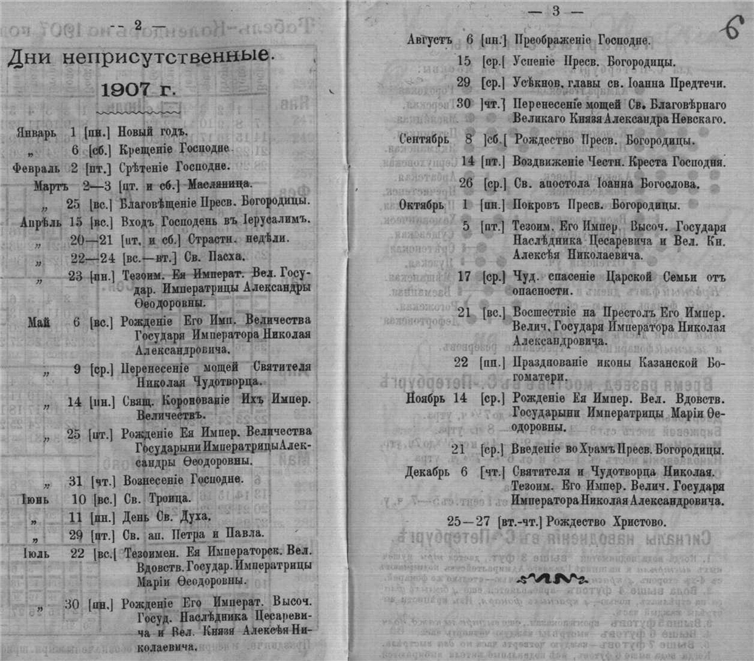 -- 2 —
Дни неприсутственные.
1907 г.
Январь 1 [пн.] Новый годъ.
„ 6 [сб.] Крещеніе Господне.
Февраль 2 [пт.] Срѣтеніе Господне.
Мартъ 2—3 [пт. и сб.] Масляница.
„ 25 [вс.] Благовѣщеніе Пресв. Богородицы.
Апрѣль 15 [вс.] Входъ Господень въ Іерусалимъ.
„ 20—21 [пт. и сб.] Страстн. недѣли.
„ 22—24 [вс.—вт.] Св. Пасха.
„ 23 [пн.] Тезоим. Ея Императ. Вел. Госу-
дар. Императрицы Александры
Ѳеодоровны.
Май 6 [вс.] Рожденіе Его Имп. Величества
Государя Императора Николая
Александровича.
„ 9 [ср.] Перенесеніе мощей Святителя
Николая Чудотворца.
„ 14 [пн.] Свящ. Коронованіе Ихъ Импер.
Величествъ.
„ 25 [пт.] Рожденіе Ея Импер. Величества
Государыни Императрицы Алек-
сандры Ѳеодоровны.
„ 31 [чт.] Вознесеніе Господне.
Іюнь 10 [вс.] Св. Троица.
„ 11 [пн.] День Св. Духа.
„ 29 [пт.] Св. ап. Петра и Павла.
Іюль 22 [вс.] Тезоимен. Ея Императорск. Вел.
Вдовств. Государ. Императрицы
Маріи Ѳеодоровны.
„ 30 [пн.] Рожденіе Его Императ. Высоч.
Госуд. Наслѣдника Цесареви-
ча и Вел. Князя Алексѣя Ни-
колаевича.
— 3 —
6
Августъ 6 [пн.] Преображеніе Господне.
15 [ср.] Успеніе Пресв. Богородицы.
29 [ср.] Усѣкнов. главы св. Іоанна Предтечи.
30 [чт.] Перенесеніе мощей Св. Благовѣрнаго
Великаго Князя Александра Невскаго.
Сентябрь 8 [сб.] Рождество Пресв. Богородицы.
14 [пт.] Воздвиженіе Честн. Креста Господня.
26 [ср.] Св. апостола Іоанна Богослова.
Октябрь 1 [пн.] Покровъ Пресв. Богородицы.
5 [пт.] Тезоим. Его Импер. Высоч. Государя
Наслѣдника Цесаревича и Вел. Кн.
Алексѣя Николаевича.
17 [ср.] Чуд. спасеніе Царской Семьи отъ
опасности.
21 [вс.] Восшествіе на Престолъ Его Импер.
Велич. Государя Императора Николая
Александровича.
22 [пн.] Празднованіе иконы Казанской Бо-
гоматери.
Ноябрь 14 [ср.] Рожденіе Ея Импер. Вел. Вдовств.
Государыни Императрицы Маріи Ѳе-
одоровны.
21 [ср.] Введеніе во Храмъ Пресв. Богородицы.
Декабрь 6 [чт.] Святителя и Чудотворца Николая.
Тезоим. Его Импер. Велич. Государя
Императора Николая Александровича.
25—27 [вт.-чт.] Рождество Христово.